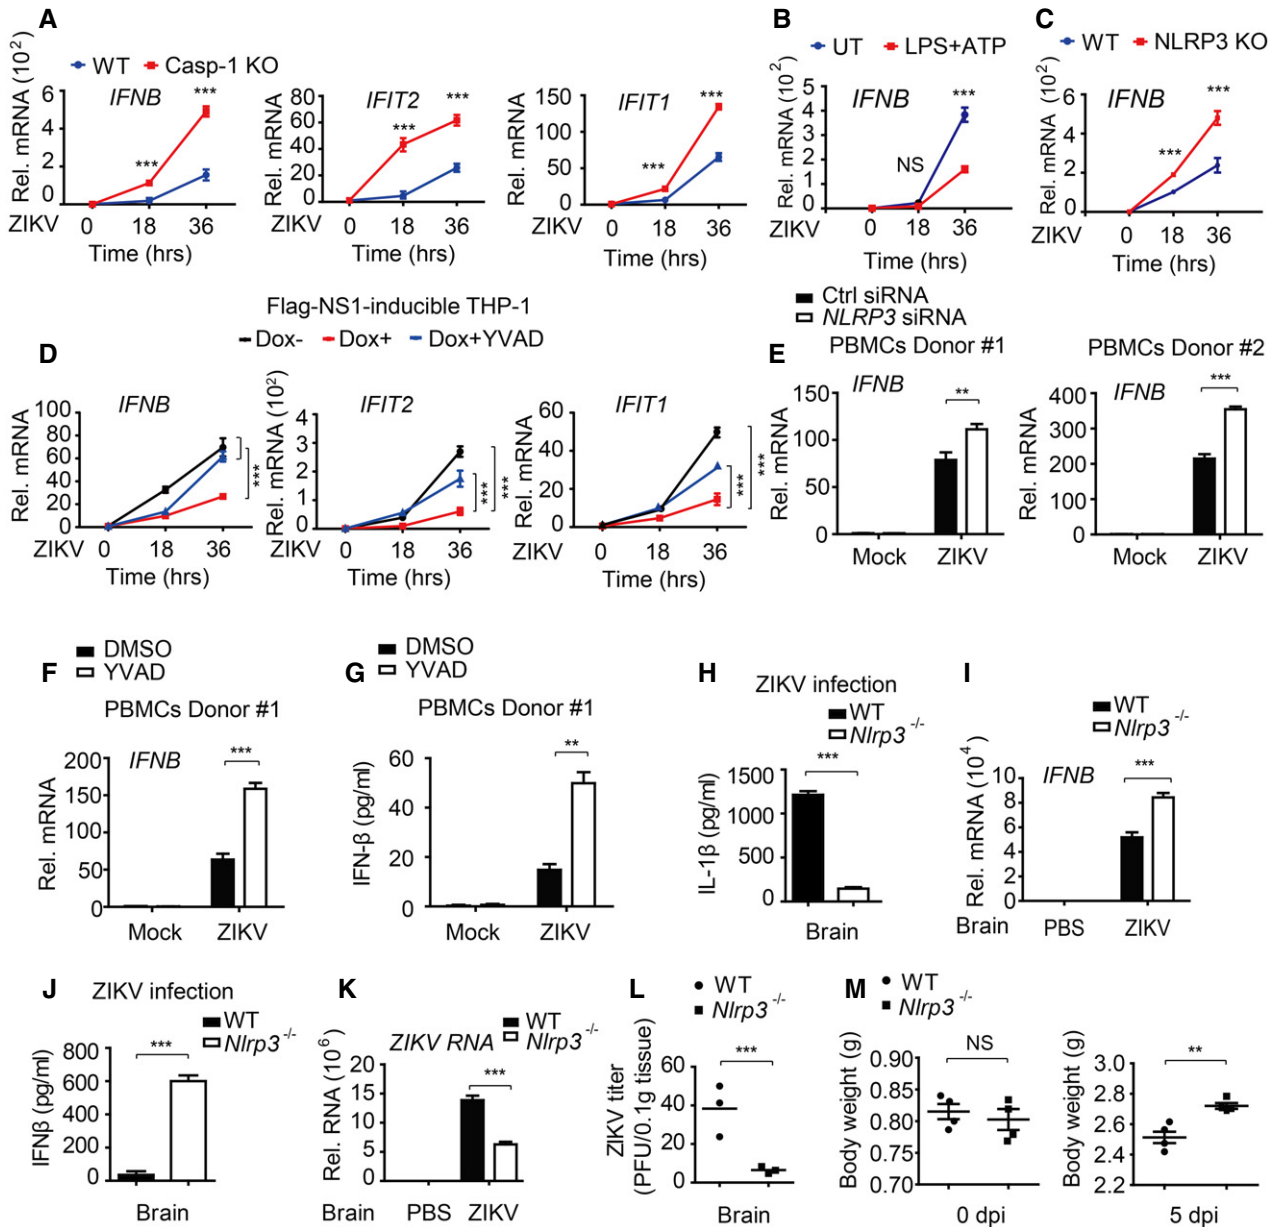 A
WT Casp-1 KO
Rel. mRNA (10²)
IFNB
6
4
2
0
***
***
ZIKV
0 18 36
Time (hrs)
Rel. mRNA
IFIT2
80
60
40
20
0
***
***
ZIKV
0 18 36
Time (hrs)
Rel. mRNA
IFIT1
150
100
50
0
***
***
ZIKV
0 18 36
Time (hrs)
B
UT LPS+ATP
Rel. mRNA (10²)
IFNB
5
4
3
2
1
0
NS
***
ZIKV
0 18 36
Time (hrs)
C
WT NLRP3 KO
Rel. mRNA (10²)
IFNB
6
4
2
0
***
***
ZIKV
0 18 36
Time (hrs)
D
Flag-NS1-inducible THP-1
Dox- Dox+ Dox+YVAD
Rel. mRNA
IFNB
100
80
60
40
20
0
***
ZIKV
0 18 36
Time (hrs)
Rel. mRNA (10²)
IFIT2
4
3
2
1
0
***
***
ZIKV
0 18 36
Time (hrs)
Rel. mRNA
IFIT1
60
40
20
0
***
***
ZIKV
0 18 36
Time (hrs)
E
Ctrl siRNA
NLRP3 siRNA
PBMCs Donor #1
Rel. mRNA
IFNB
150
100
50
0
**
Mock ZIKV
PBMCs Donor #2
Rel. mRNA
IFNB
400
300
200
100
0
***
Mock ZIKV
F
DMSO
YVAD
PBMCs Donor #1
Rel. mRNA
IFNB
200
150
100
50
0
***
Mock ZIKV
G
DMSO
YVAD
PBMCs Donor #1
IFN-β (pg/ml)
60
40
20
0
**
Mock ZIKV
H
ZIKV infection
WT
Nlrp3 -/-
IL-1β (pg/ml)
1500
1000
500
0
***
Brain
I
WT
Nlrp3 -/-
Rel. mRNA (10⁴)
IFNB
10
8
6
4
2
0
***
Brain PBS ZIKV
J
ZIKV infection
WT
Nlrp3 -/-
IFNβ (pg/ml)
800
600
400
200
0
***
Brain
K
ZIKV RNA
WT
Nlrp3 -/-
Rel. RNA (10⁶)
20
15
10
5
0
***
Brain PBS ZIKV
L
WT
Nlrp3 -/-
ZIKV titer
(PFU/0.1g tissue)
60
40
20
0
***
Brain
M
WT
Nlrp3 -/-
Body weight (g)
0.90
0.85
0.80
0.75
0.70
NS
0 dpi
Body weight (g)
3.0
2.8
2.6
2.4
2.2
**
5 dpi